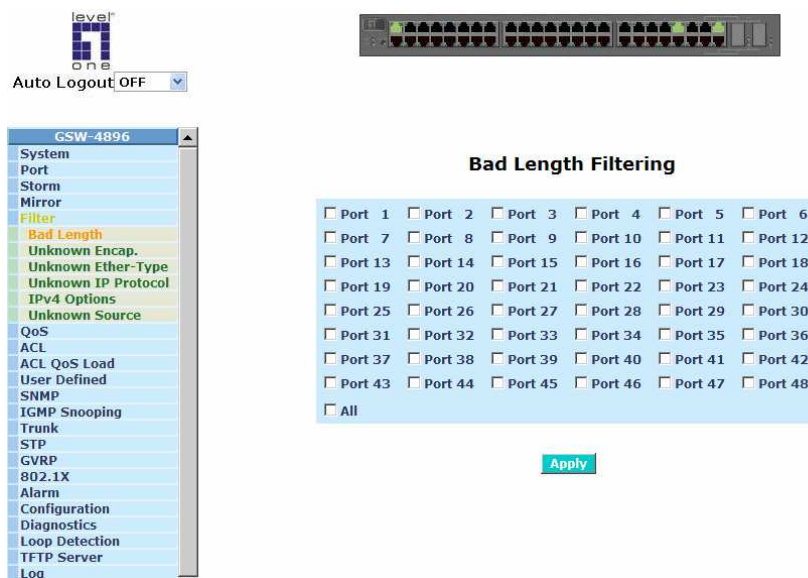 level
one
Auto Logout OFF
GSW-4896
System
Port
Storm
Mirror
Filter
Bad Length
Unknown Encap.
Unknown Ether-Type
Unknown IP Protocol
IPv4 Options
Unknown Source
QoS
ACL
ACL QoS Load
User Defined
SNMP
IGMP Snooping
Trunk
STP
GVRP
802.1X
Alarm
Configuration
Diagnostics
Loop Detection
TFTP Server
Log
Bad Length Filtering
Port 1 Port 2 Port 3 Port 4 Port 5 Port 6
Port 7 Port 8 Port 9 Port 10 Port 11 Port 12
Port 13 Port 14 Port 15 Port 16 Port 17 Port 18
Port 19 Port 20 Port 21 Port 22 Port 23 Port 24
Port 25 Port 26 Port 27 Port 28 Port 29 Port 30
Port 31 Port 32 Port 33 Port 34 Port 35 Port 36
Port 37 Port 38 Port 39 Port 40 Port 41 Port 42
Port 43 Port 44 Port 45 Port 46 Port 47 Port 48
All
Apply